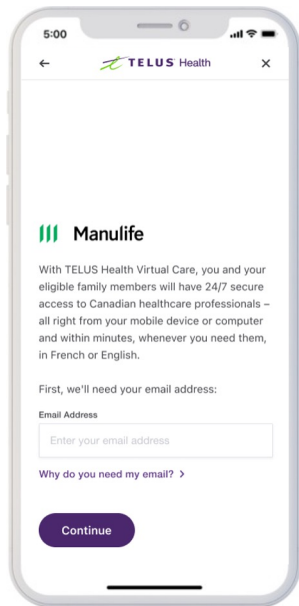 5:00
TELUS Health
Manulife
With TELUS Health Virtual Care, you and your
eligible family members will have 24/7 secure
access to Canadian healthcare professionals –
all right from your mobile device or computer
and within minutes, whenever you need them,
in French or English.
First, we'll need your email address:
Email Address
Enter your email address
Why do you need my email?
Continue